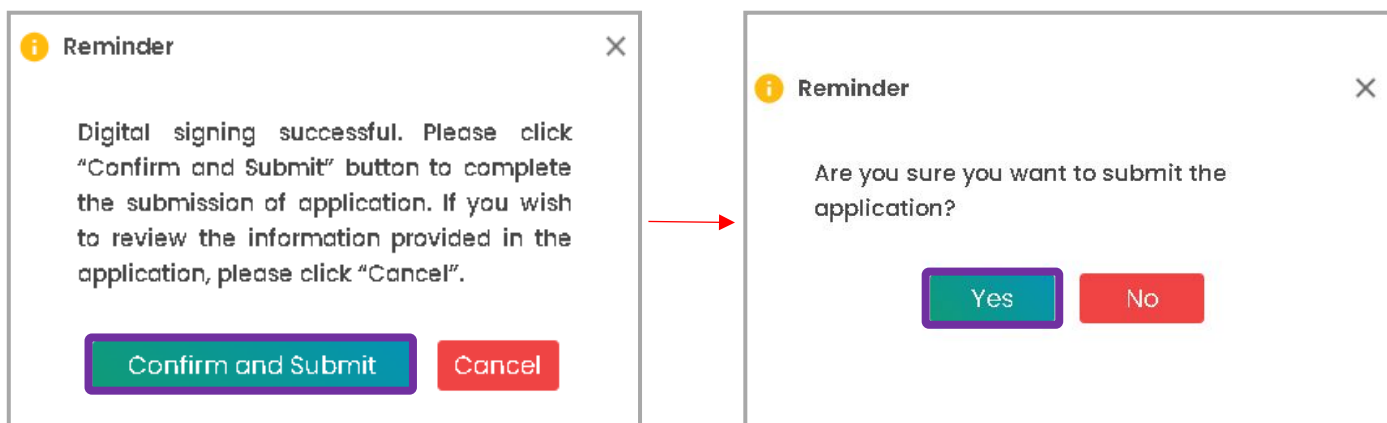 Reminder
Digital signing successful. Please click
“Confirm and Submit” button to complete
the submission of application. If you wish
to review the information provided in the
application, please click “Cancel”.
Confirm and Submit
Cancel
Reminder
Are you sure you want to submit the
application?
Yes
No